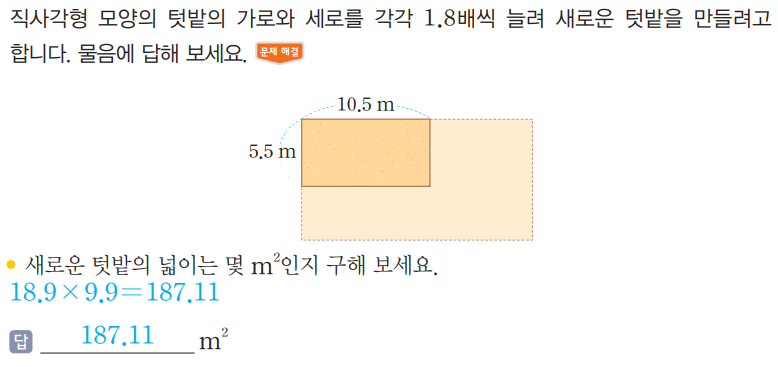 직사각형 모양의 텃밭의 가로와 세로를 각각 1.8배씩 늘려 새로운 텃밭을 만들려고
합니다. 물음에 답해 보세요. 문제 해결
10.5 m
5.5 m
새로운 텃밭의 넓이는 몇 m²인지 구해 보세요.
18.9×9.9=187.11
답 187.11 m²